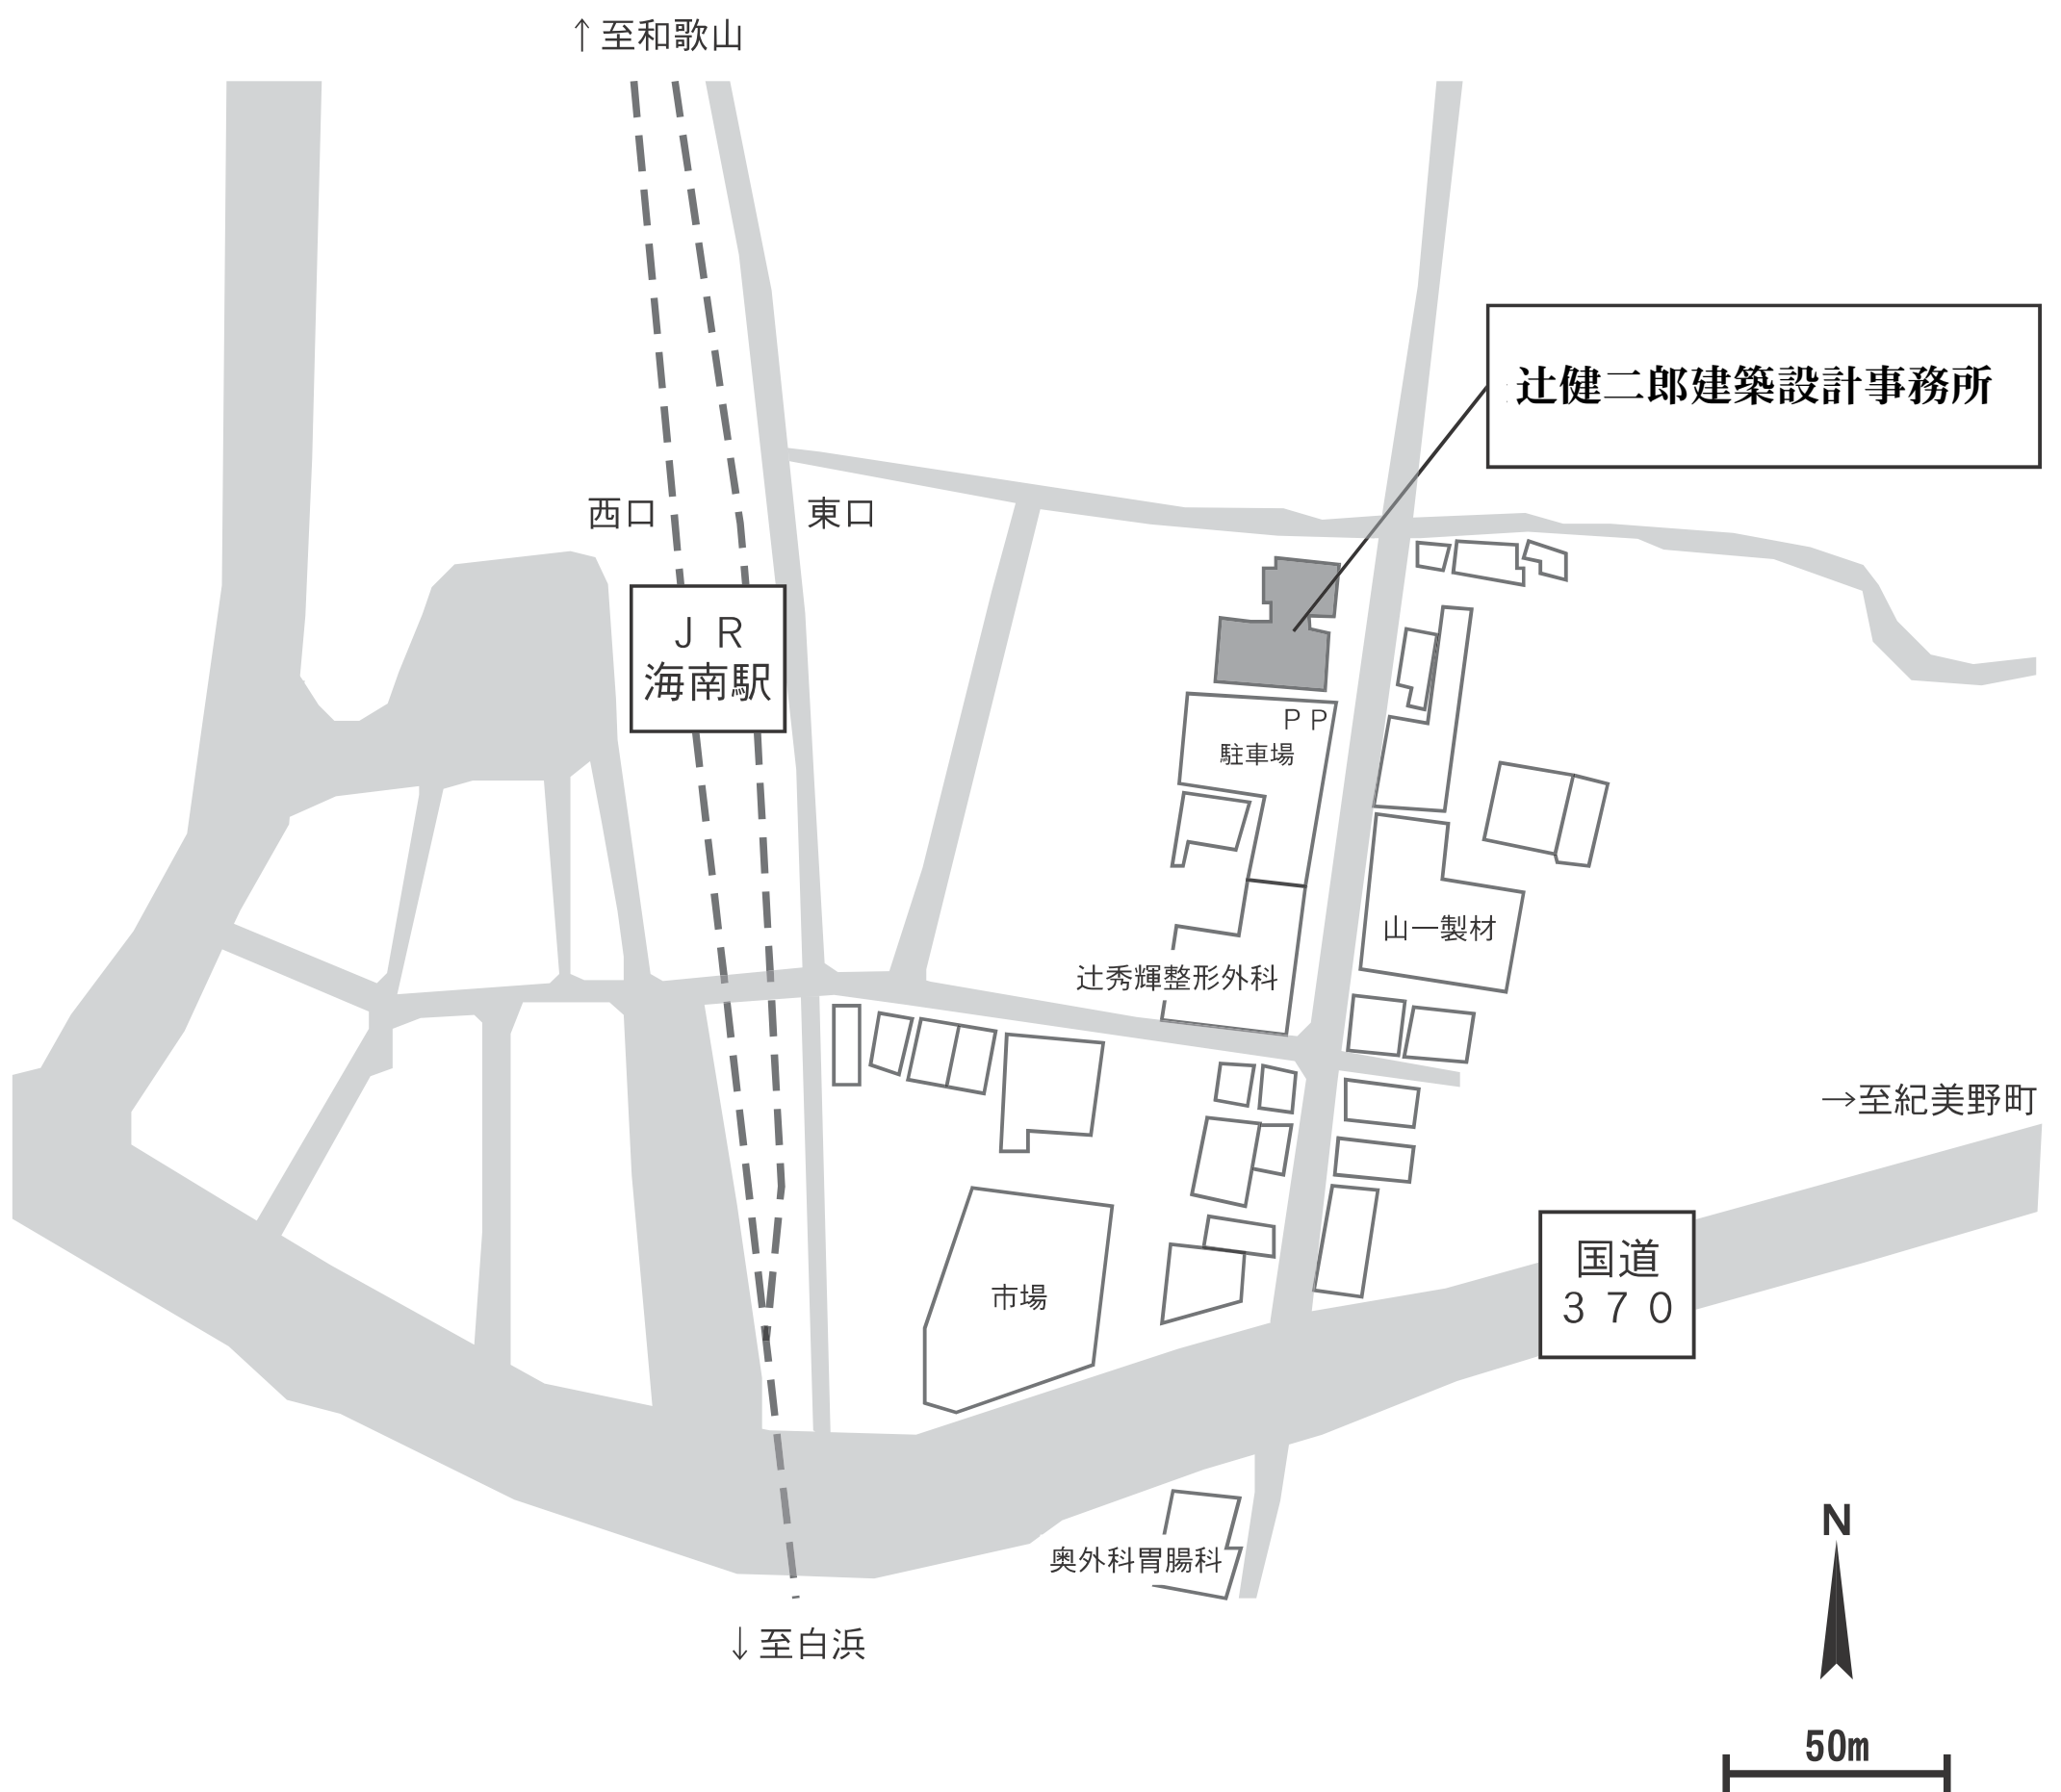 ↑至和歌山
辻健二郎建築設計事務所
西口
東口
ＪＲ
海南駅
ＰＰ
駐車場
山一製材
辻秀輝整形外科
→至紀美野町
国道
３７０
市場
N
奥外科胃腸科
↓至白浜
50m